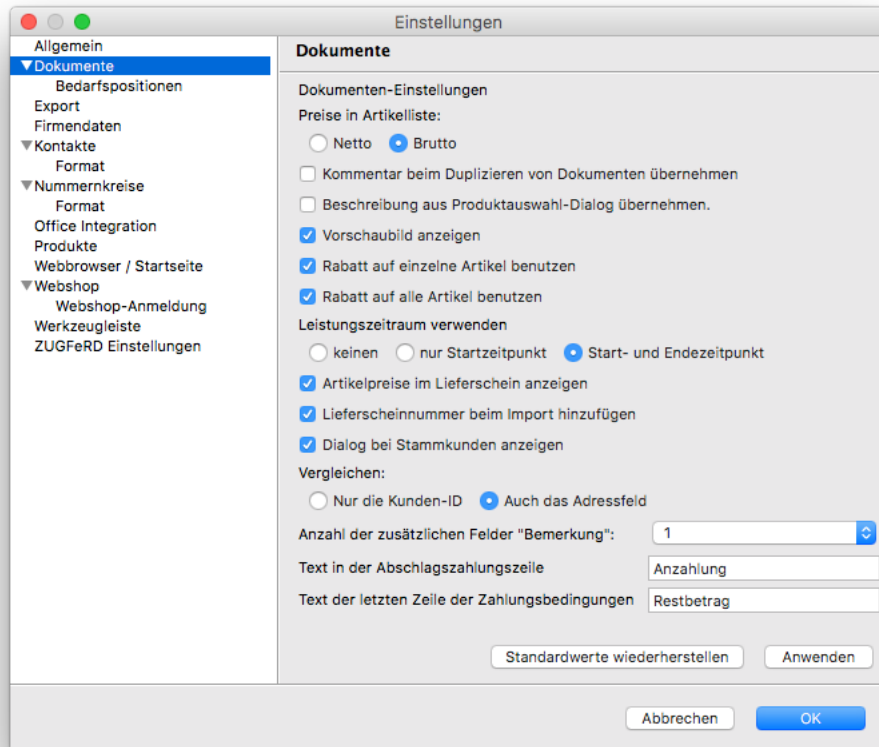 Einstellungen
Allgemein
Dokumente
Bedarfspositionen
Export
Firmendaten
Kontakte
Format
Nummernkreise
Format
Office Integration
Produkte
Webbrowser / Startseite
Webshop
Webshop-Anmeldung
Werkzeugleiste
ZUGFeRD Einstellungen
Dokumente
Dokumenten-Einstellungen
Preise in Artikelliste:
Netto Brutto
Kommentar beim Duplizieren von Dokumenten übernehmen
Beschreibung aus Produktauswahl-Dialog übernehmen.
Vorschaubild anzeigen
Rabatt auf einzelne Artikel benutzen
Rabatt auf alle Artikel benutzen
Leistungszeitraum verwenden
keinen nur Startzeitpunkt Start- und Endezeitpunkt
Artikelpreise im Lieferschein anzeigen
Lieferscheinnummer beim Import hinzufügen
Dialog bei Stammkunden anzeigen
Vergleichen:
Nur die Kunden-ID Auch das Adressfeld
Anzahl der zusätzlichen Felder "Bemerkung": 1
Text in der Abschlagszahlungszeile Anzahlung
Text der letzten Zeile der Zahlungsbedingungen Restbetrag
Standardwerte wiederherstellen Anwenden
Abbrechen OK